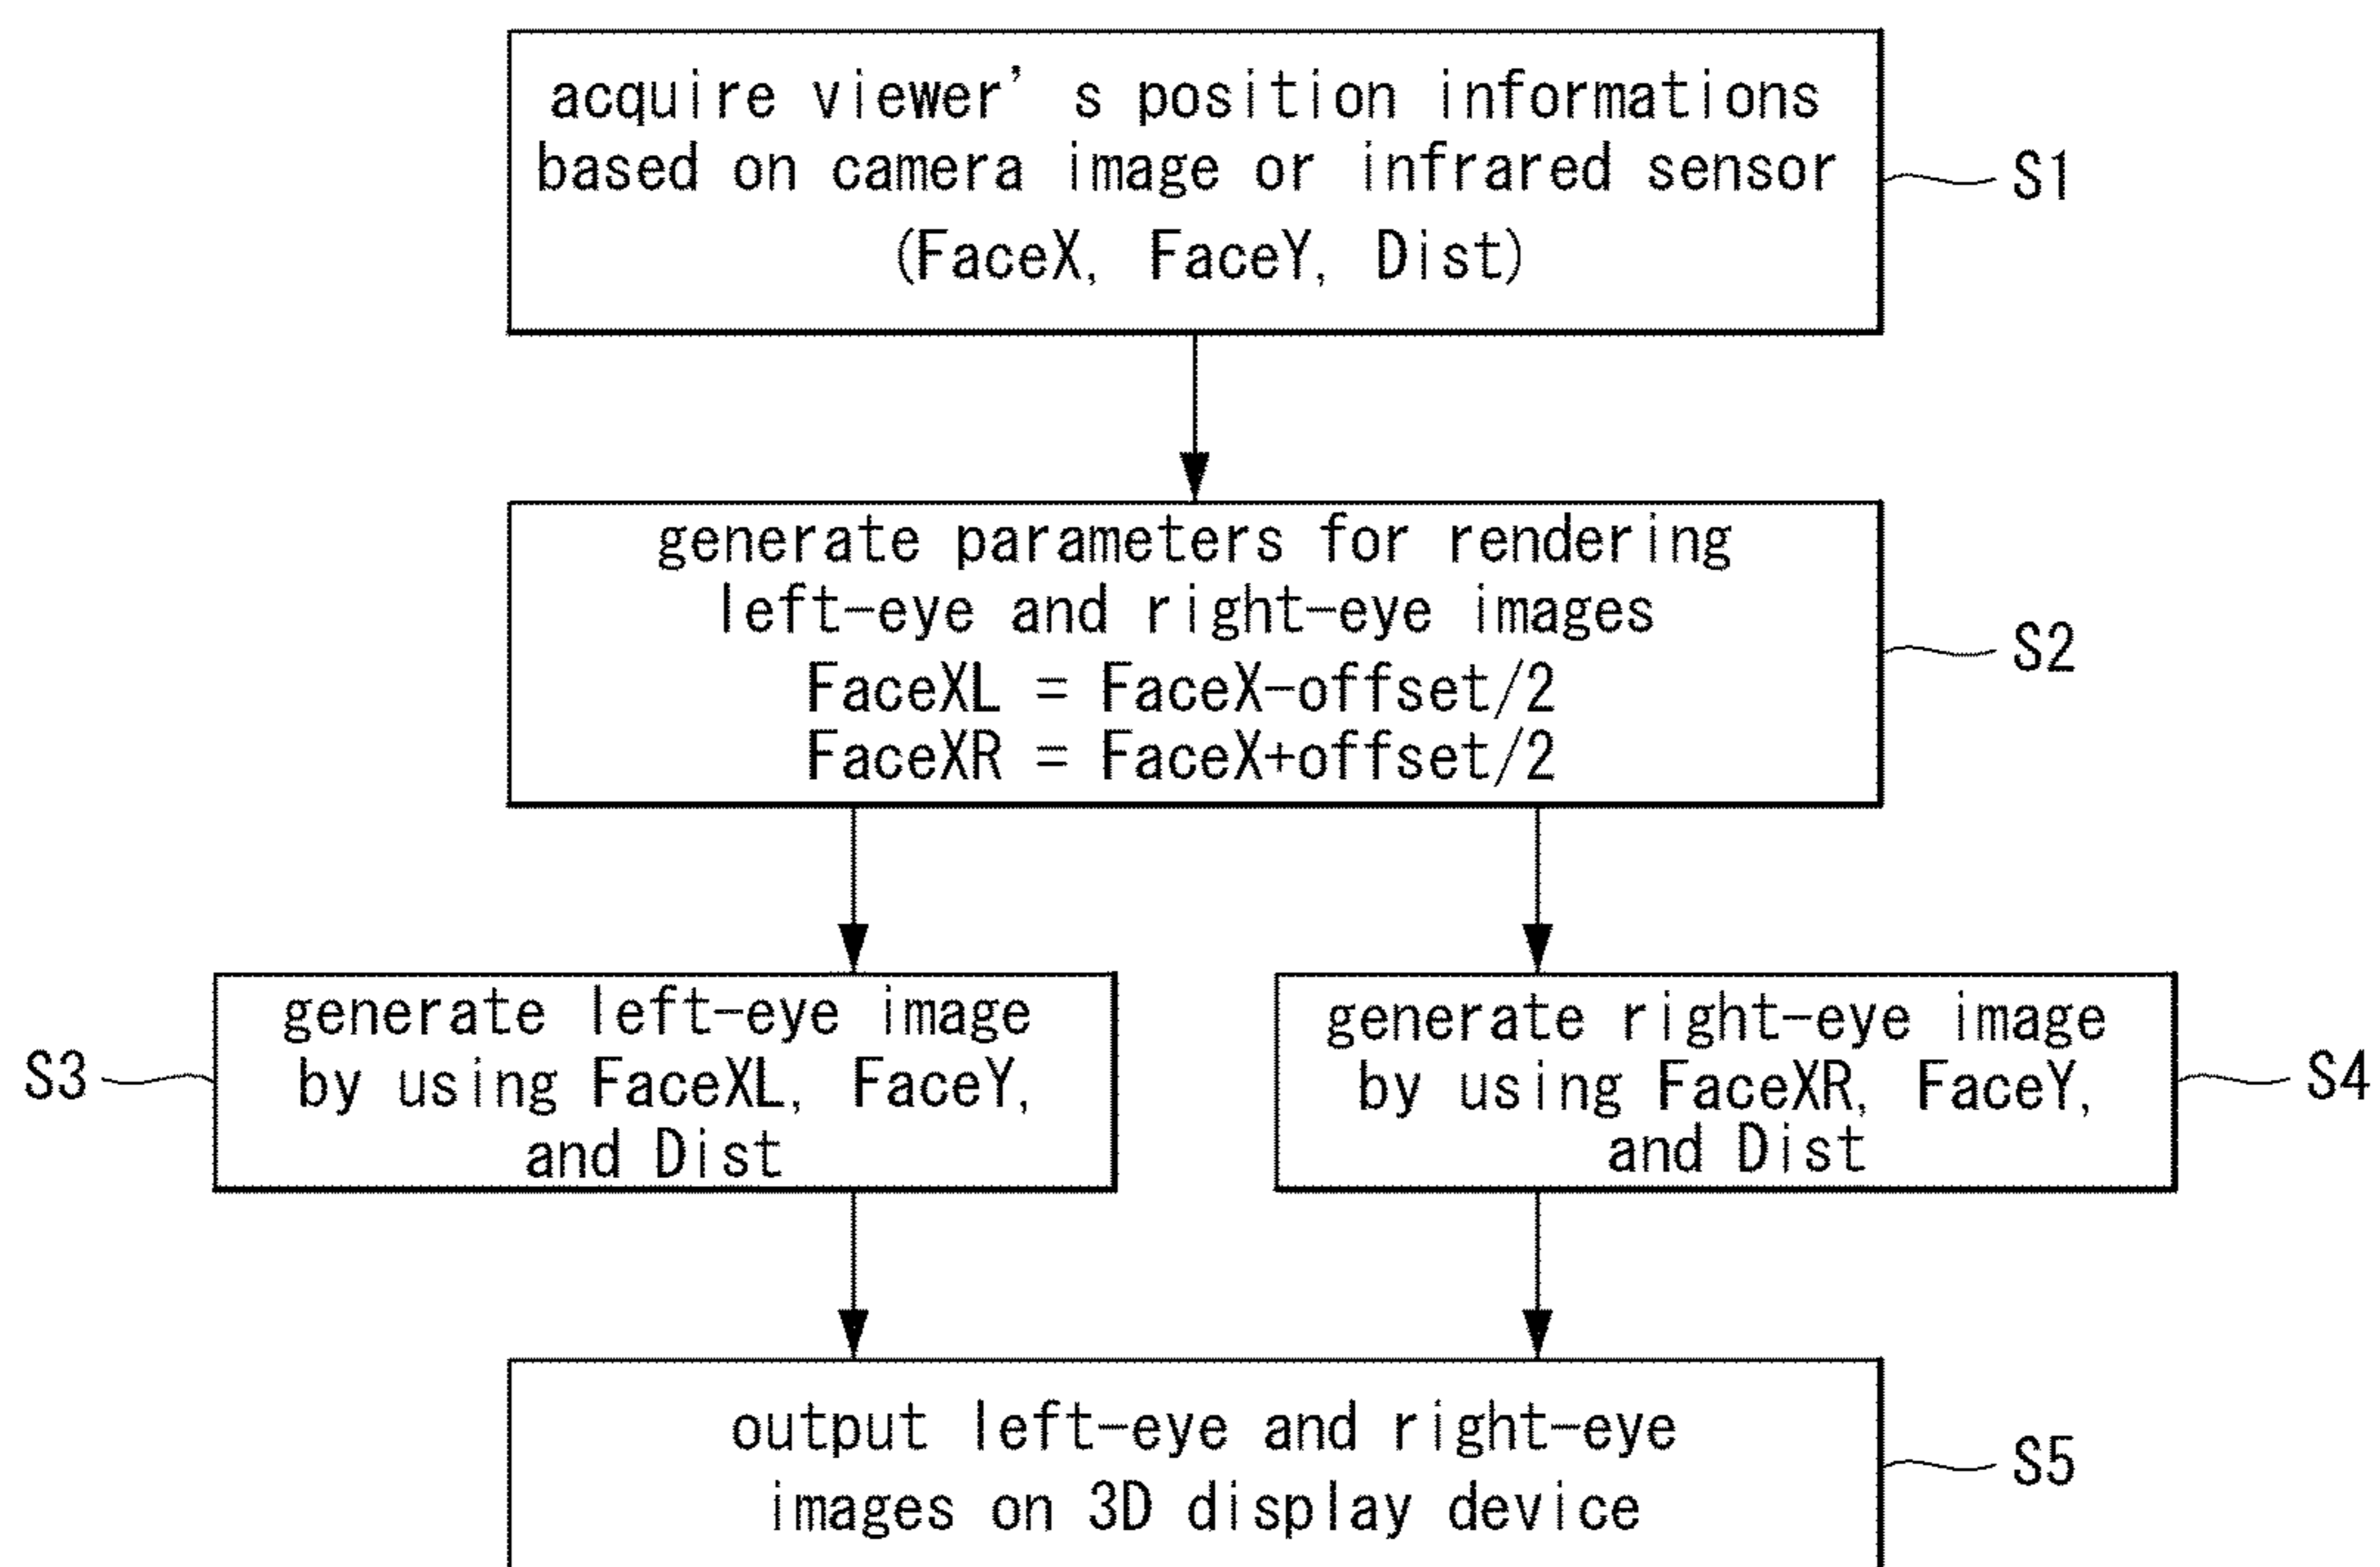 acquire viewer's position informations
based on camera image or infrared sensor
(FaceX, FaceY, Dist)
S1
generate parameters for rendering
left-eye and right-eye images
FaceXL = FaceX-offset/2
FaceXR = FaceX+offset/2
S2
generate left-eye image
by using FaceXL, FaceY,
and Dist
S3
generate right-eye image
by using FaceXR, FaceY,
and Dist
S4
output left-eye and right-eye
images on 3D display device
S5